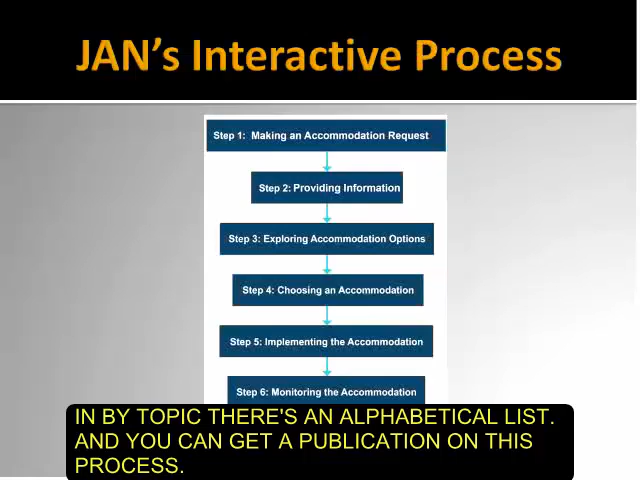 JAN's Interactive Process
Step 1: Making an Accommodation Request
Step 2: Providing Information
Step 3: Exploring Accommodation Options
Step 4: Choosing an Accommodation
Step 5: Implementing the Accommodation
Step 6: Monitoring the Accommodation
IN BY TOPIC THERE'S AN ALPHABETICAL LIST.
AND YOU CAN GET A PUBLICATION ON THIS
PROCESS.